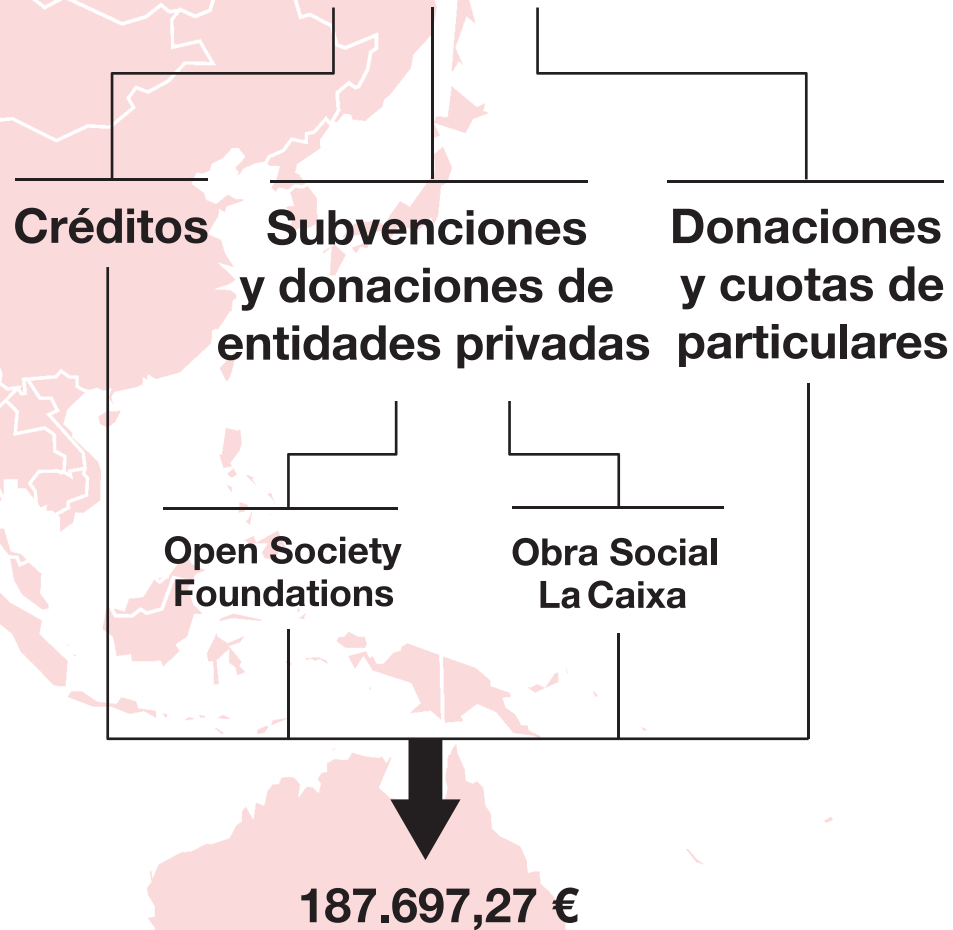 Créditos
Subvenciones
y donaciones de
entidades privadas
Donaciones
y cuotas de
particulares
Open Society
Foundations
Obra Social
La Caixa
187.697,27 €